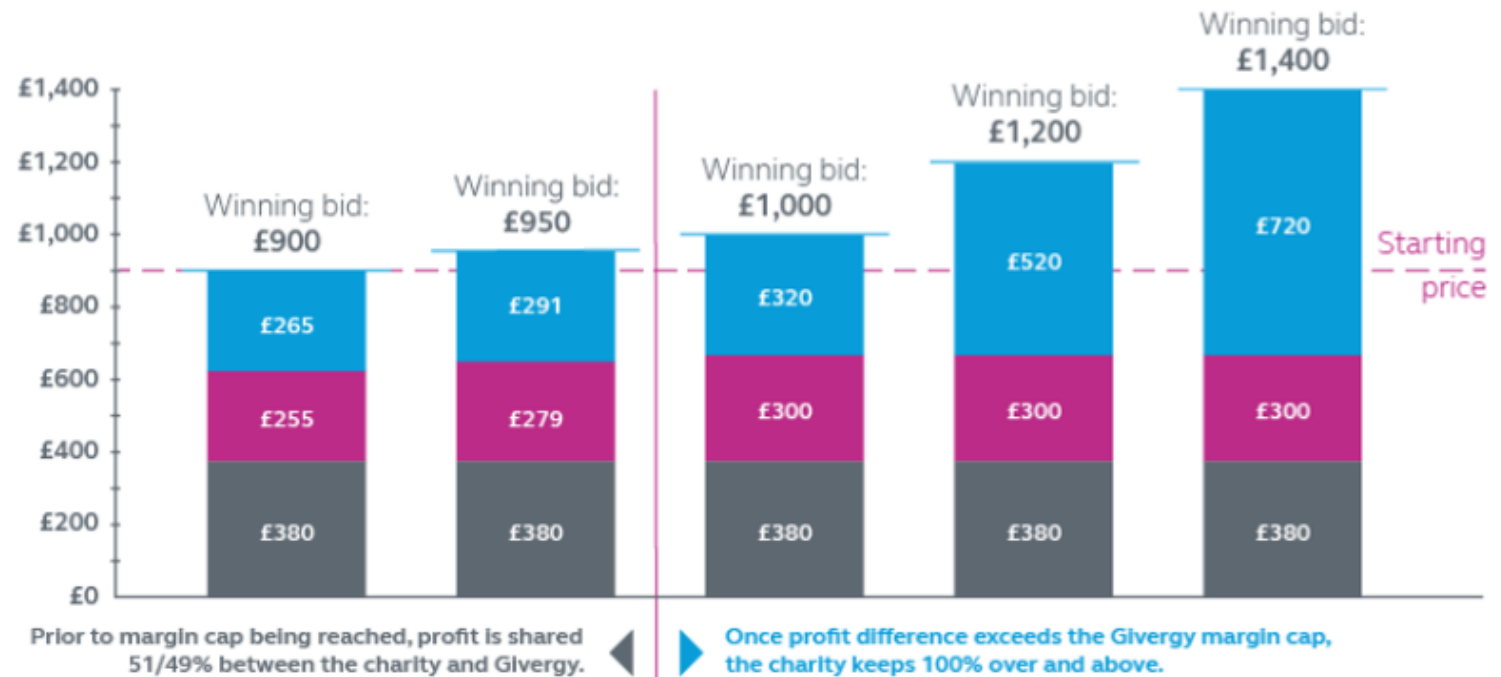 Winning bid:
£1,400
Winning bid:
£1,200
Winning bid:
£1,000
Winning bid:
£950
Winning bid:
£900
£1,400
£1,200
£1,000
£800
£600
£400
£200
£0
£265
£255
£380
£291
£279
£380
£320
£300
£380
£520
£300
£380
£720
£300
£380
Starting
price
Prior to margin cap being reached, profit is shared
51/49% between the charity and Givergy.
Once profit difference exceeds the Givergy margin cap,
the charity keeps 100% over and above.